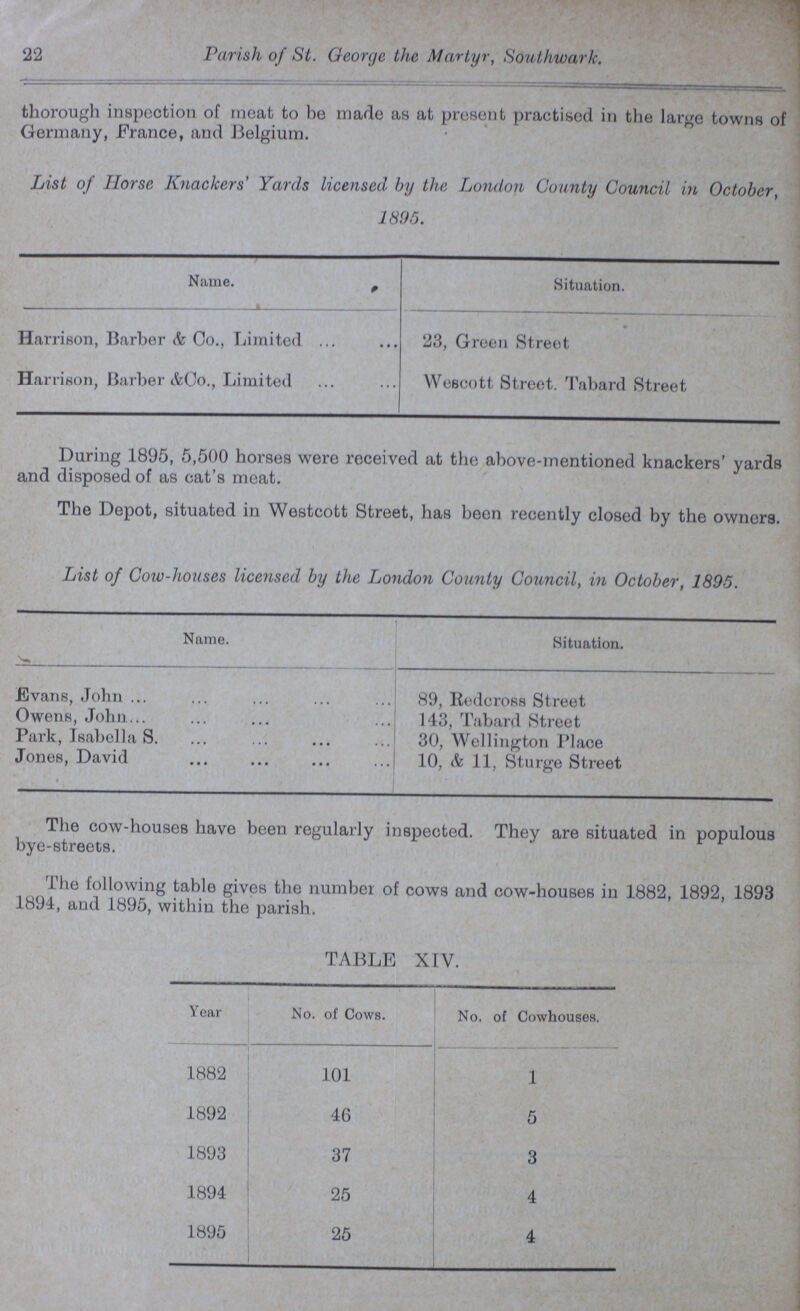 22 Parish of St. George the Martyr, Southwark.
thorough inspection of meat to be made as at present practised in the large towns of
Germany, France, and Belgium.
List of Horse Knackers' Yards licensed by the London County Council in October,
1895.
Name. Situation.
Harrison, Barber & Co., Limited ... ... 23, Green Street
Harrison, Barber &Co., Limited ... ... Wescott Street. Tabard Street
During 1895, 5,500 horses were received at the above-mentioned knackers' yards
and disposed of as cat's meat.
The Depot, situated in Westcott Street, has been recently closed by the owners.
List of Cow-houses licensed by the London County Council, in October, 1895.
Name. Situation.
Evans, John ... ... ... ... ... 89, Redcross Street
Owens, John... ... ... ... 143, Tabard Street
Park, Isabella S. ... ... ... ... 30, Wellington Place
Jones, David ... ... ... ... 10, & 11, Sturge Street
The cow-houses have been regularly inspected. They are situated in populous
bye-streets.
The following table gives the number of cows and cow-houses in 1882, 1892, 1893
1894, and 1895, within the parish.
TABLE XIV.
Year No. of Cows. No. of Cowhouses.
1882 101 1
1892 46 5
1893 37 3
1894 25 4
1895 25 4